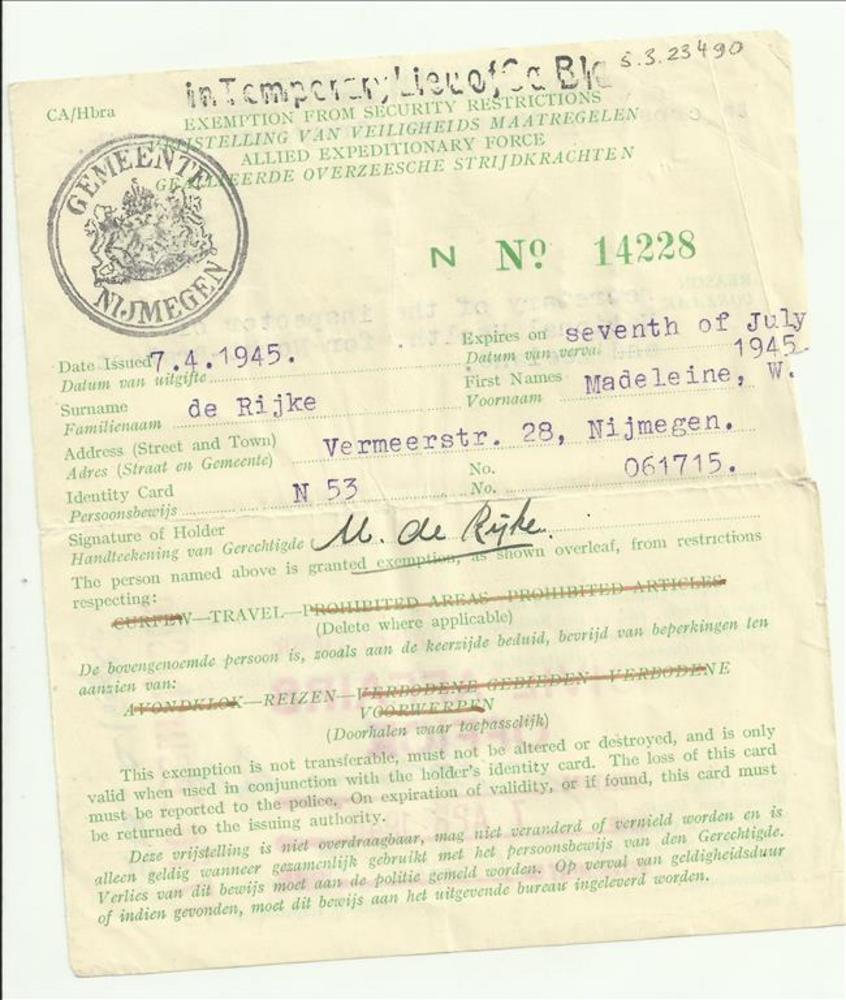 in Temporary Lieu of Ca Bla
5.3.23490
CA/Hbra
EXEMPTION FROM SECURITY RESTRICTIONS
VRIJSTELLING VAN VEILIGHEIDS MAATREGELEN
ALLIED EXPEDITIONARY FORCE
GEALLIEERDE OVERZEESCHE STRIJDKRACHTEN
GEMEENTE
NIJMEGEN
N Nº 14228
Date Issued 7.4.1945.
Datum van uitgifte
Expires on seventh of July
Datum van verval 1945.
Surname de Rijke
Familienaam
First Names Madeleine, W.
Voornaam
Address (Street and Town) Vermeerstr. 28, Nijmegen.
Adres (Straat en Gemeente)
Identity Card N 53 No. 061715.
Persoonsbewijs No.
Signature of Holder M. de Rijke.
Handteekening van Gerechtigde
The person named above is granted exemption, as shown overleaf, from restrictions
respecting:
CURFEW—TRAVEL—PROHIBITED AREAS—PROHIBITED ARTICLES.
(Delete where applicable)
De bovengenoemde persoon is, zooals aan de keerzijde beduid, bevrijd van beperkingen ten
aanzien van:
AVONDKLOK—REIZEN—VERBODENE GEBIEDEN—VERBODENE
VOORWERPEN
(Doorhalen waar toepasselijk)
This exemption is not transferable, must not be altered or destroyed, and is only
valid when used in conjunction with the holder's identity card. The loss of this card
must be reported to the police. On expiration of validity, or if found, this card must
be returned to the issuing authority.
Deze vrijstelling is niet overdraagbaar, mag niet veranderd of vernield worden en is
alleen geldig wanneer gezamenlijk gebruikt met het persoonsbewijs van den Gerechtigde.
Verlies van dit bewijs moet aan de politie gemeld worden. Op verval van geldigheidsduur
of indien gevonden, moet dit bewijs aan het uitgevende bureau ingeleverd worden.